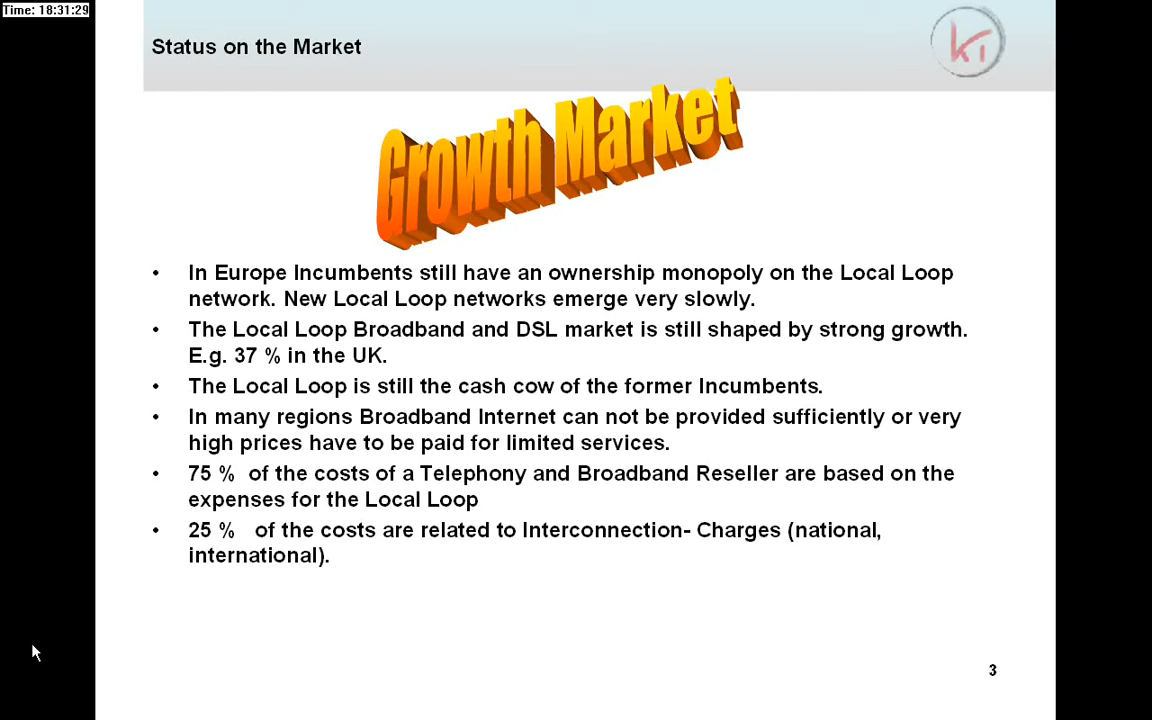 Time: 18:31:29
Status on the Market
Growth Market
• In Europe Incumbents still have an ownership monopoly on the Local Loop
network. New Local Loop networks emerge very slowly.
• The Local Loop Broadband and DSL market is still shaped by strong growth.
E.g. 37 % in the UK.
• The Local Loop is still the cash cow of the former Incumbents.
• In many regions Broadband Internet can not be provided sufficiently or very
high prices have to be paid for limited services.
• 75 % of the costs of a Telephony and Broadband Reseller are based on the
expenses for the Local Loop
• 25 % of the costs are related to Interconnection- Charges (national,
international).
3